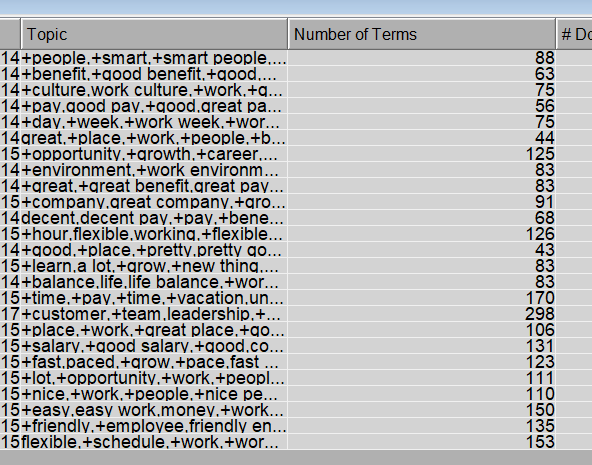 Topic Number of Terms # Do
14 +people,+smart,+smart people,... 88
14 +benefit,+good benefit,+good,... 63
14 +culture,work culture,+work,+g... 75
14 +pay,good pay,+good,great pa... 56
14 +day,+week,+work week,+wor... 75
14 great,+place,+work,+people,+b... 44
15 +opportunity,+growth,+career,... 125
14 +environment,+work environm... 83
14 +great,+great benefit,great pay... 83
15 +company,great company,+gro... 91
14 decent,decent pay,+pay,+bene... 68
15 +hour,flexible,working,+flexible... 126
14 +good,+place,+pretty,pretty go... 43
15 +learn,a lot,+grow,+new thing,... 83
14 +balance,life,life balance,+wor... 83
15 +time,+pay,+time,+vacation,un... 170
17 +customer,+team,leadership,+... 298
15 +place,+work,+great place,+go... 106
15 +salary,+good salary,+good,co... 131
15 +fast,paced,+grow,+pace,fast ... 123
15 +lot,+opportunity,+work,+peopl... 111
15 +nice,+work,+people,+nice pe... 110
15 +easy,easy work,money,+work... 150
15 +friendly,+employee,friendly en... 135
15 flexible,+schedule,+work,+wor... 153